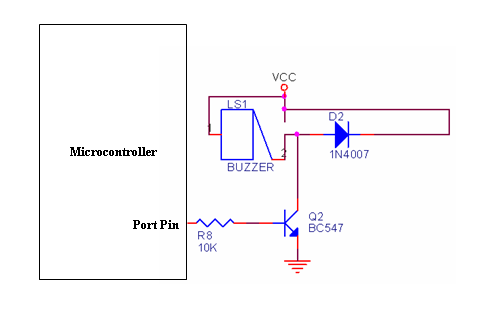 VCC
LS1
D2
1
Microcontroller
2
1N4007
BUZZER
Port Pin
Q2
BC547
R8
10K